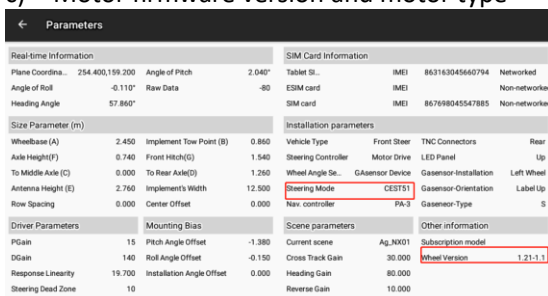 6) Motor firmware version and motor type
← Parameters
Real-time Information
Plane Coordina... 254.400,159.200 Angle of Pitch 2.040°
Angle of Roll -0.110° Raw Data -80
Heading Angle 57.860°
SIM Card Information
Tablet SI... IMEI 863163045660794 Networked
ESIM card IMEI Non-networke
SIM card IMEI 867698045547885 Non-networke
Size Parameter (m)
Wheelbase (A) 2.450 Implement Tow Point (B) 0.860
Axle Height(F) 0.740 Front Hitch(G) 1.540
To Middle Axle (C) 0.000 To Rear Axle(D) 1.260
Antenna Height (E) 2.760 Implement's Width 12.500
Row Spacing 0.000 Center Offset 0.000
Installation parameters
Vehicle Type Front Steer TNC Connectors Rear
Steering Controller Motor Drive LED Panel Up
Wheel Angle Se... GAsensor Device Gasensor-Installation Left Wheel
Steering Mode CEST51 Gasensor-Orientation Label Up
Nav. controller PA-3 Gaseneor-Type S
Driver Parameters
PGain 15
DGain 140
Response Linearity 19.700
Steering Dead Zone 10
Mounting Bias
Pitch Angle Offset -1.380
Roll Angle Offset -0.150
Installation Angle Offset 0.000
Scene parameters
Current scene Ag_NX01
Cross Track Gain 30.000
Heading Gain 80.000
Reverse Gain 10.000
Other information
Subscription model
Wheel Version 1.21-1.1